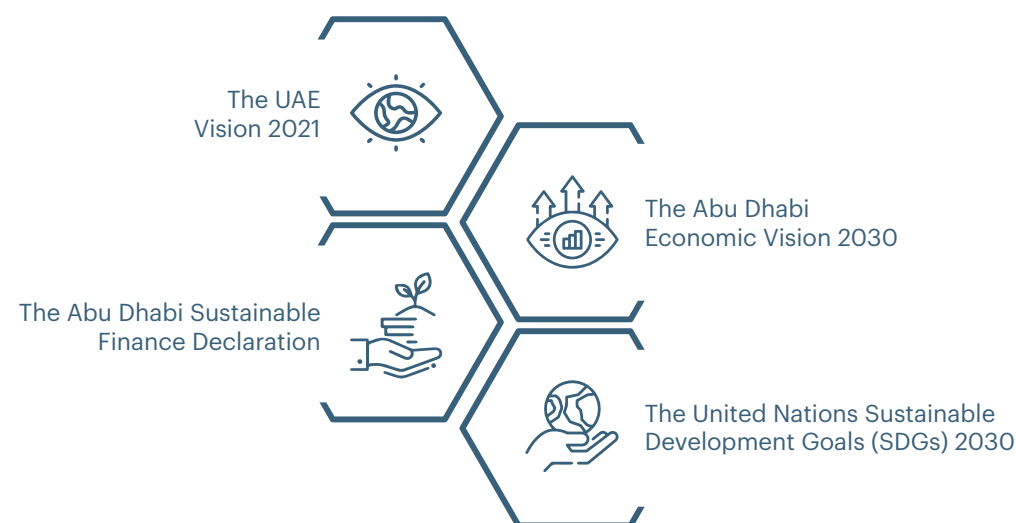 The UAE
Vision 2021
The Abu Dhabi
Economic Vision 2030
The Abu Dhabi Sustainable
Finance Declaration
The United Nations Sustainable
Development Goals (SDGs) 2030